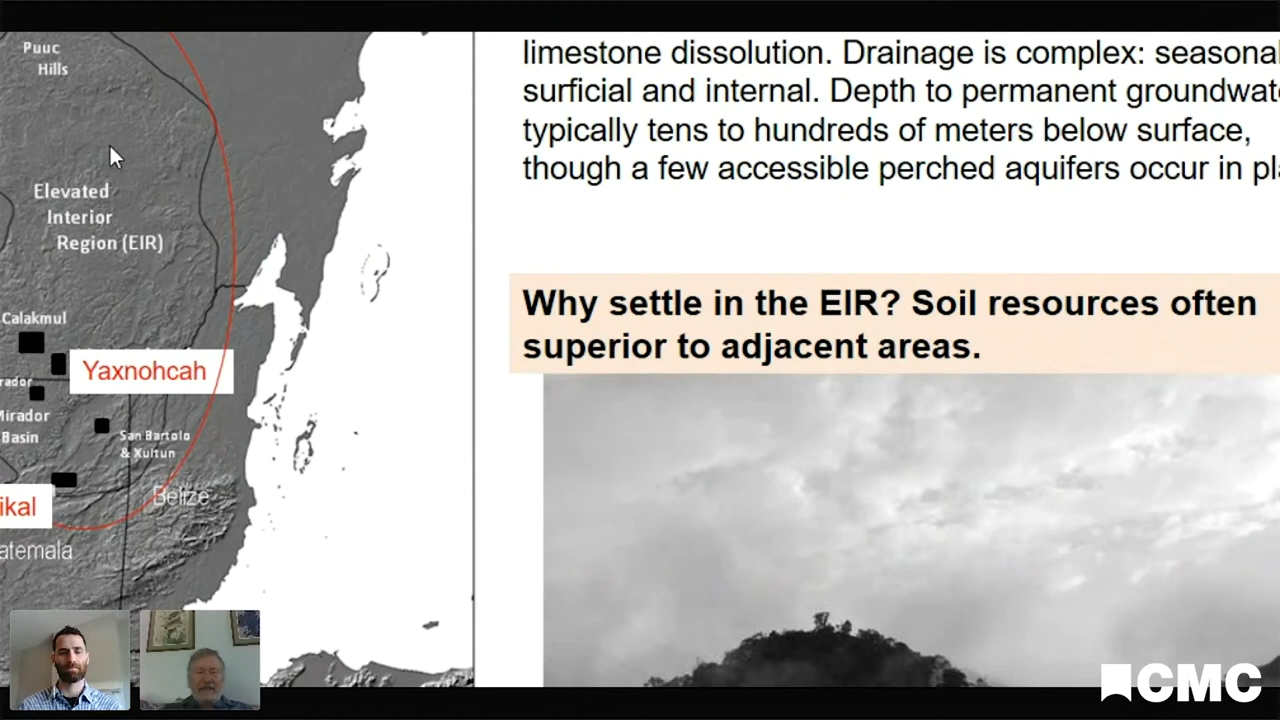 Puuc
Hills
Elevated
Interior
Region (EIR)
Calakmul
Yaxnohcah
Mirador
Basin
San Bartolo
& Xultun
ikal
Belize
atemala
limestone dissolution. Drainage is complex: seasonal
surficial and internal. Depth to permanent groundwat
typically tens to hundreds of meters below surface,
though a few accessible perched aquifers occur in pl
Why settle in the EIR? Soil resources often
superior to adjacent areas.
CMC